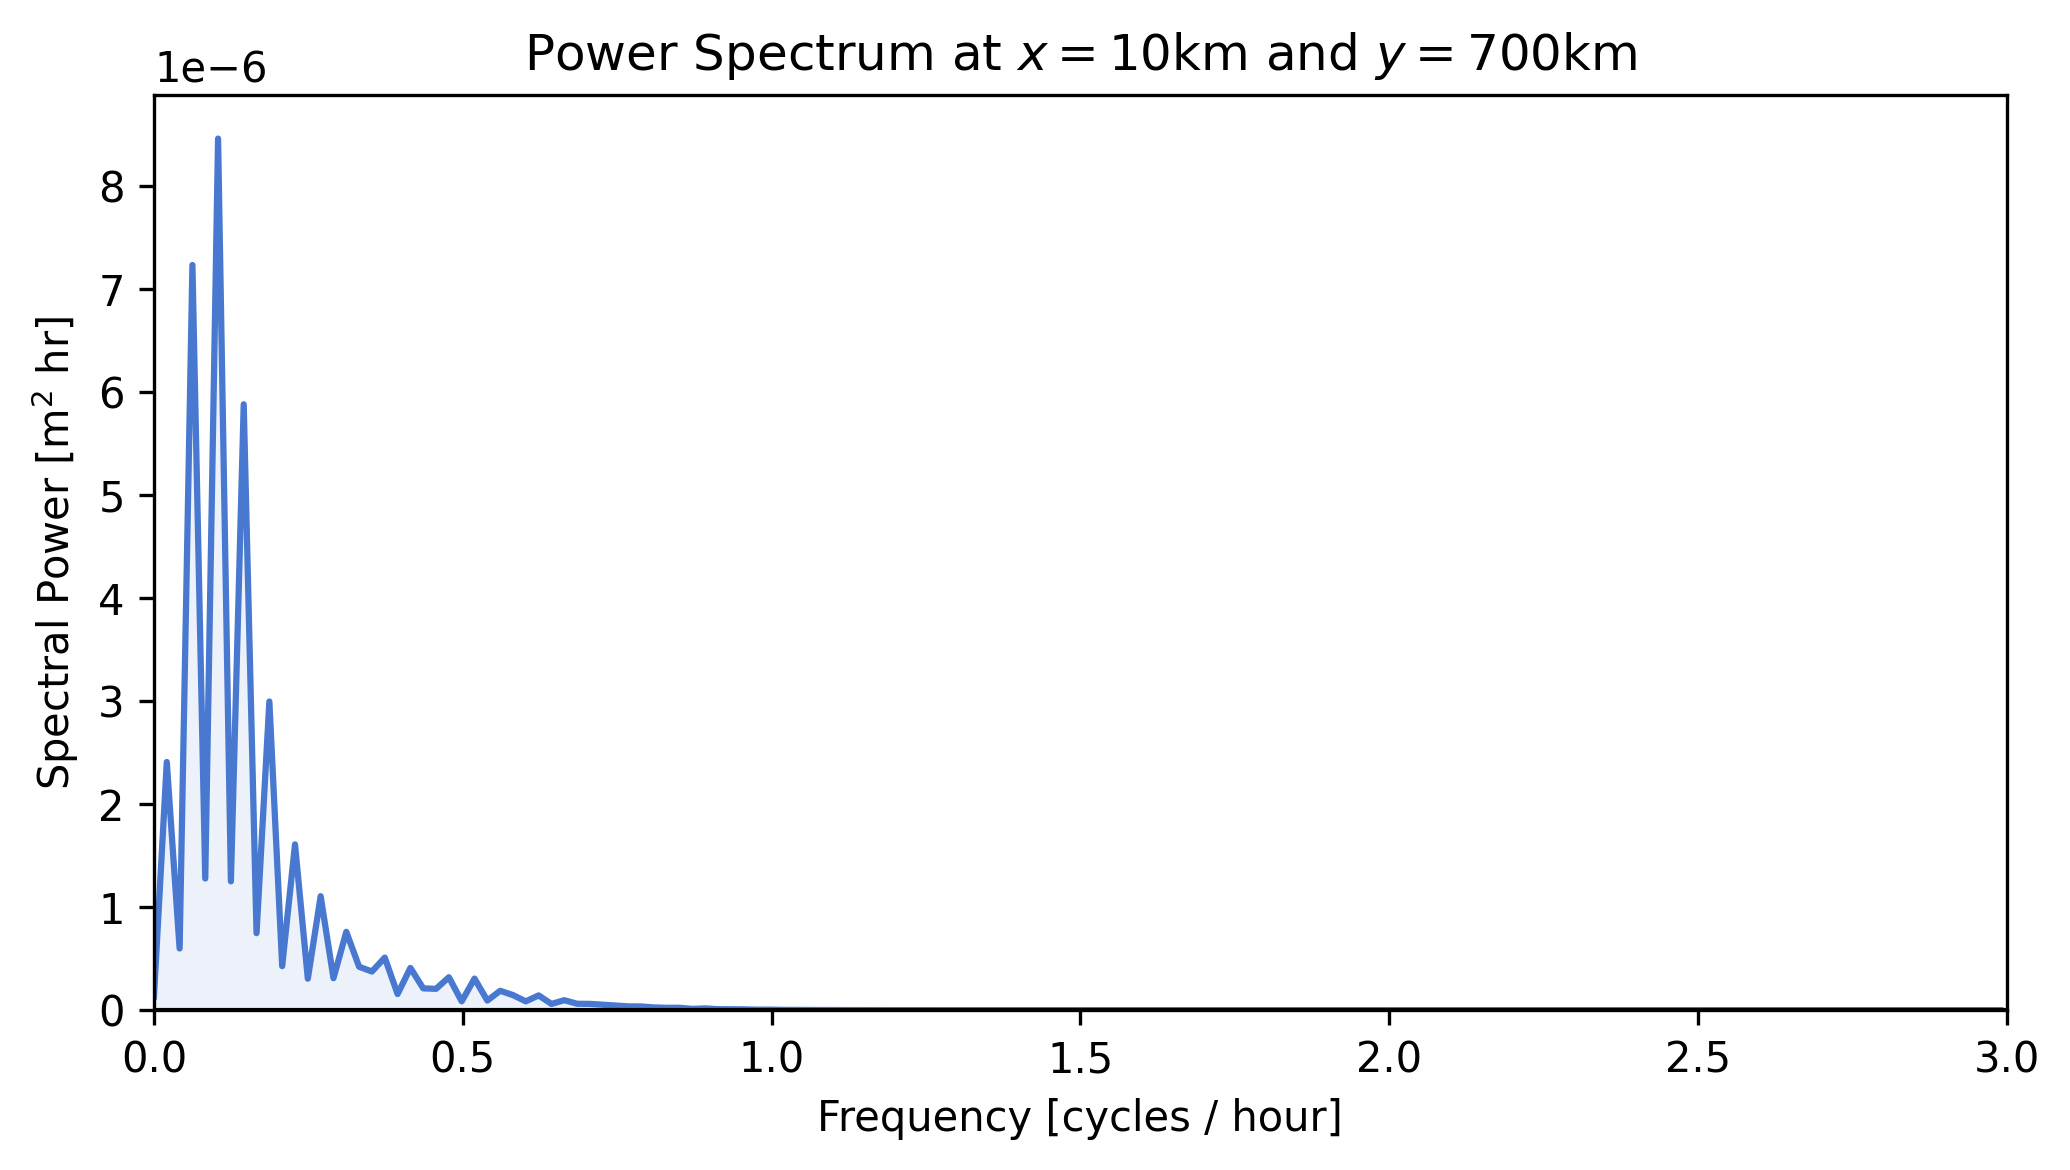 Power Spectrum at x = 10km and y = 700km
1e−6
8
7
6
5
4
3
2
1
0
Spectral Power [m² hr]
0.0 0.5 1.0 1.5 2.0 2.5 3.0
Frequency [cycles / hour]